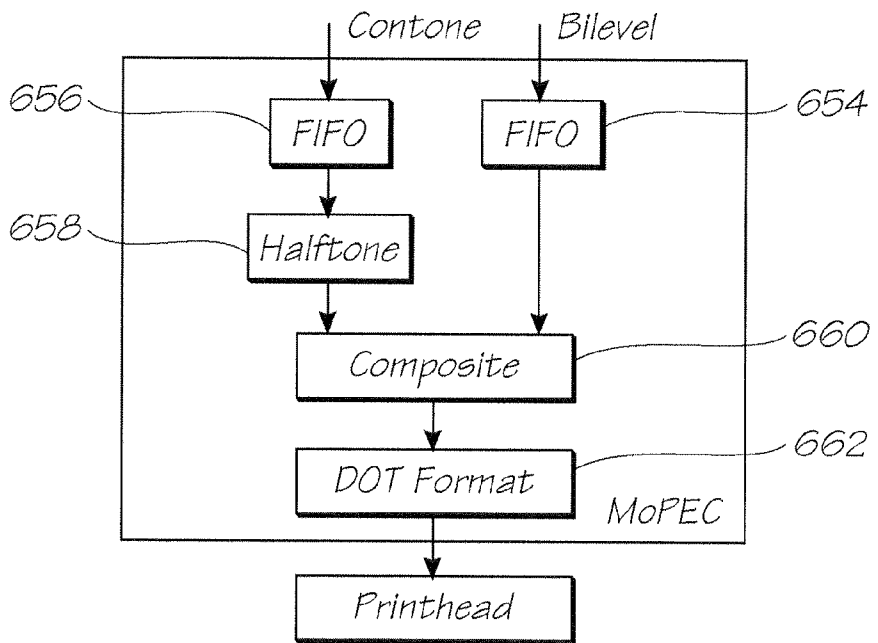 Contone Bilevel
656 FIFO FIFO 654
658 Halftone
Composite 660
DOT Format 662
MoPEC
Printhead